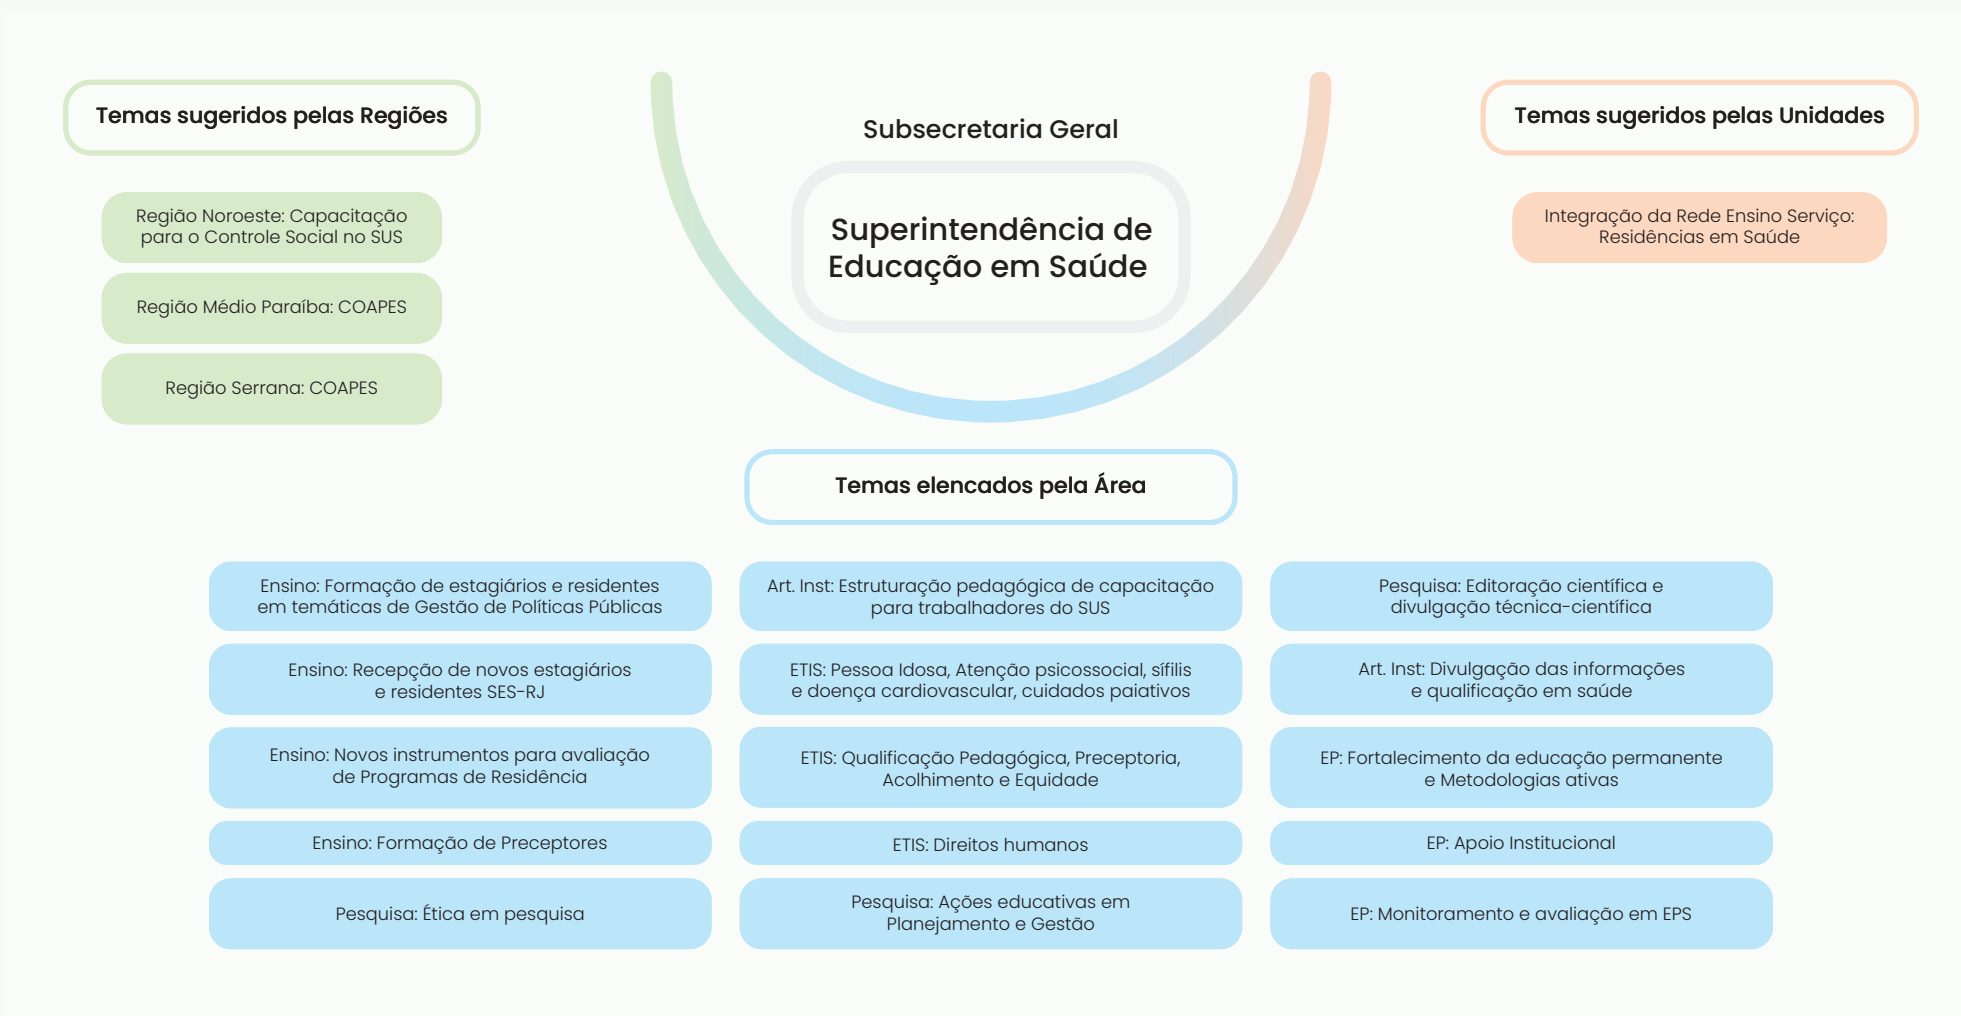 Temas sugeridos pelas Regiões
Região Noroeste: Capacitação
para o Controle Social no SUS
Região Médio Paraíba: COAPES
Região Serrana: COAPES
Subsecretaria Geral
Superintendência de
Educação em Saúde
Temas sugeridos pelas Unidades
Integração da Rede Ensino Serviço:
Residências em Saúde
Temas elencados pela Área
Ensino: Formação de estagiários e residentes
em temáticas de Gestão de Políticas Públicas
Ensino: Recepção de novos estagiários
e residentes SES-RJ
Ensino: Novos instrumentos para avaliação
de Programas de Residência
Ensino: Formação de Preceptores
Pesquisa: Ética em pesquisa
Art. Inst: Estruturação pedagógica de capacitação
para trabalhadores do SUS
ETIS: Pessoa Idosa, Atenção psicossocial, sífilis
e doença cardiovascular, cuidados paiativos
ETIS: Qualificação Pedagógica, Preceptoria,
Acolhimento e Equidade
ETIS: Direitos humanos
Pesquisa: Ações educativas em
Planejamento e Gestão
Pesquisa: Editoração científica e
divulgação técnica-científica
Art. Inst: Divulgação das informações
e qualificação em saúde
EP: Fortalecimento da educação permanente
e Metodologias ativas
EP: Apoio Institucional
EP: Monitoramento e avaliação em EPS